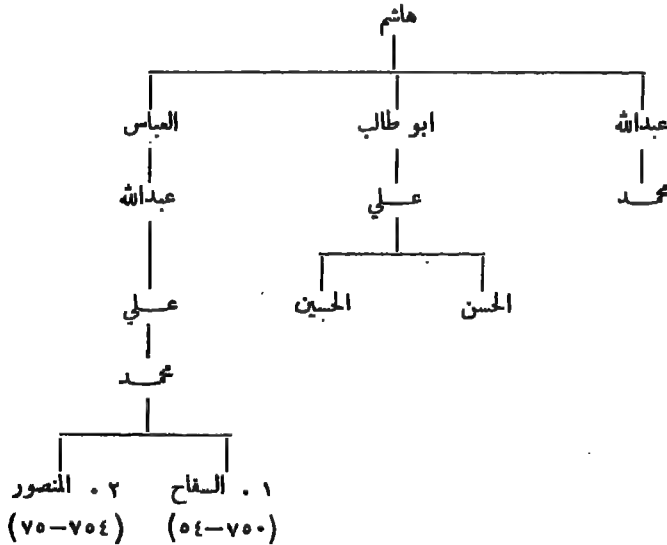 هاشم
عبدالله ابو طالب العباس
محمد علي عبدالله
الحسن الحسين علي
محمد
١ . السفاح ٢ . المنصور
(٧٥٠–٥٤) (٧٥٤–٧٥)